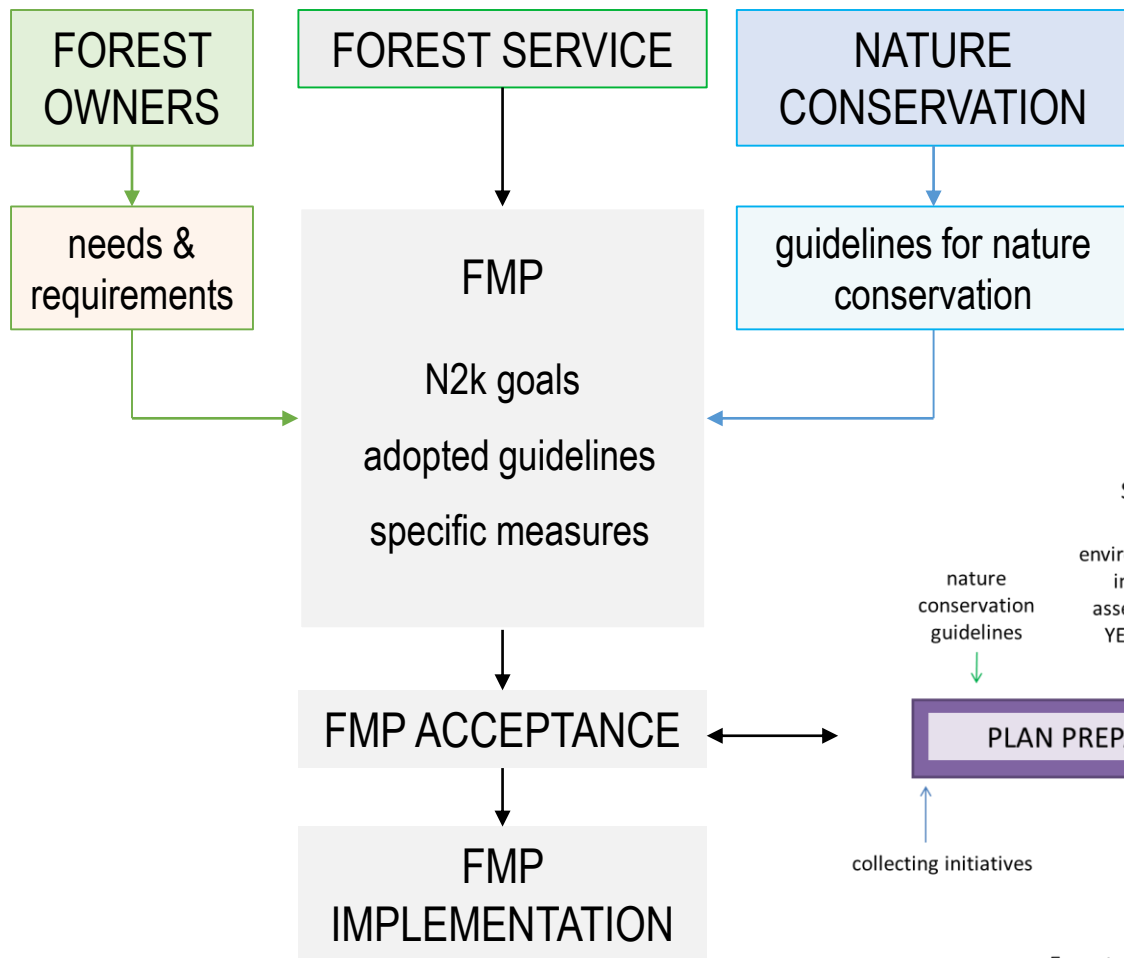 FOREST
OWNERS
FOREST SERVICE
NATURE
CONSERVATION
needs &
requirements
FMP
N2k goals
adopted guidelines
specific measures
guidelines for nature
conservation
nature
conservation
guidelines
FMP ACCEPTANCE
PLAN
collecting initiatives
FMP
IMPLEMENTATION